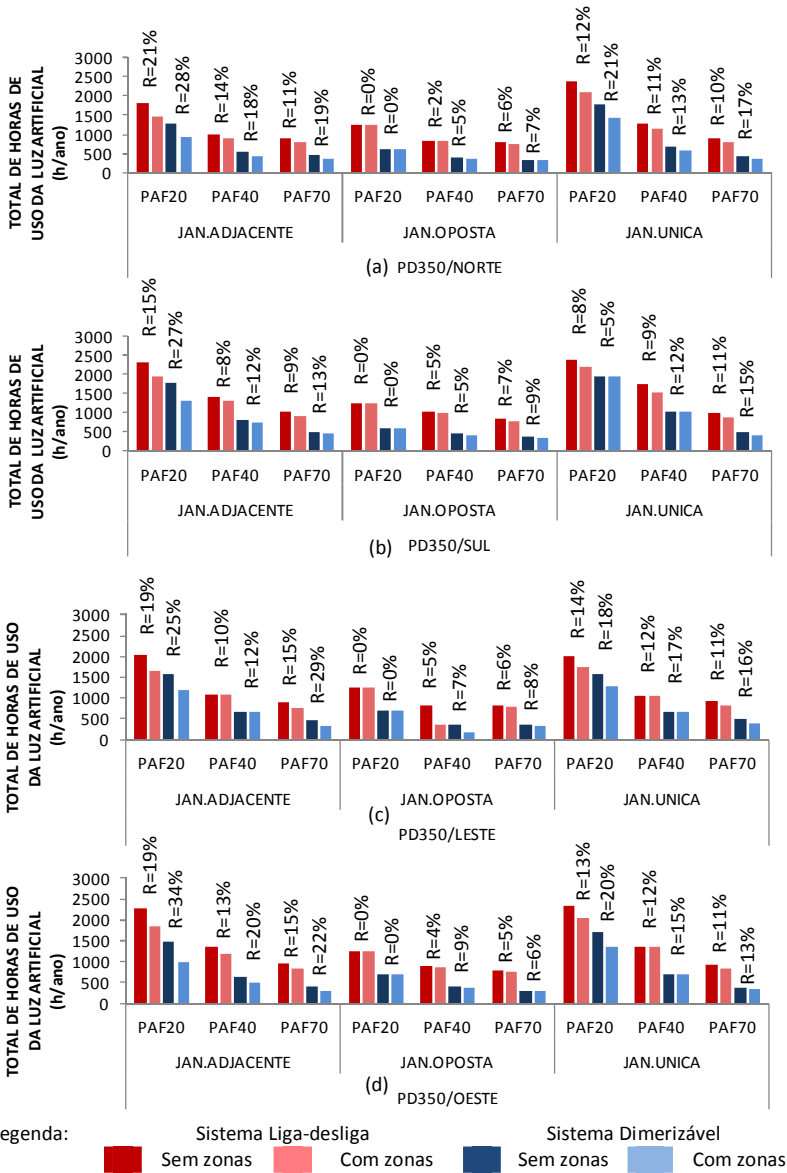 TOTAL DE HORAS DE
USO DA LUZ ARTIFICIAL
(h/ano)
3000
2500
2000
1500
1000
500
0
R=21%
R=28%
R=14%
R=18%
R=11%
R=19%
R=0%
R=0%
R=2%
R=5%
R=6%
R=7%
R=12%
R=21%
R=11%
R=13%
R=10%
R=17%
PAF20 PAF40 PAF70 PAF20 PAF40 PAF70 PAF20 PAF40 PAF70
JAN.ADJACENTE JAN.OPOSTA JAN.UNICA
(a) PD350/NORTE
TOTAL DE HORAS DE
USO DA LUZ ARTIFICIAL
(h/ano)
3000
2500
2000
1500
1000
500
0
R=15%
R=27%
R=8%
R=12%
R=9%
R=13%
R=0%
R=0%
R=5%
R=5%
R=7%
R=9%
R=8%
R=5%
R=9%
R=12%
R=11%
R=15%
PAF20 PAF40 PAF70 PAF20 PAF40 PAF70 PAF20 PAF40 PAF70
JAN.ADJACENTE JAN.OPOSTA JAN.UNICA
(b) PD350/SUL
TOTAL DE HORAS DE USO
DA LUZ ARTIFICIAL
(h/ano)
3000
2500
2000
1500
1000
500
0
R=19%
R=25%
R=10%
R=12%
R=15%
R=29%
R=0%
R=0%
R=5%
R=7%
R=6%
R=8%
R=14%
R=18%
R=12%
R=17%
R=11%
R=16%
PAF20 PAF40 PAF70 PAF20 PAF40 PAF70 PAF20 PAF40 PAF70
JAN.ADJACENTE JAN.OPOSTA JAN.UNICA
(c)
PD350/LESTE
TOTAL DE HORAS DE USO
DA LUZ ARTIFICIAL
(h/ano)
3000
2500
2000
1500
1000
500
0
R=19%
R=34%
R=13%
R=20%
R=15%
R=22%
R=0%
R=0%
R=4%
R=9%
R=5%
R=6%
R=13%
R=20%
R=12%
R=15%
R=11%
R=13%
PAF20 PAF40 PAF70 PAF20 PAF40 PAF70 PAF20 PAF40 PAF70
JAN.ADJACENTE JAN.OPOSTA JAN.UNICA
(d)
PD350/OESTE
egenda: Sistema Liga-desliga Sistema Dimerizável
Sem zonas Com zonas Sem zonas Com zonas